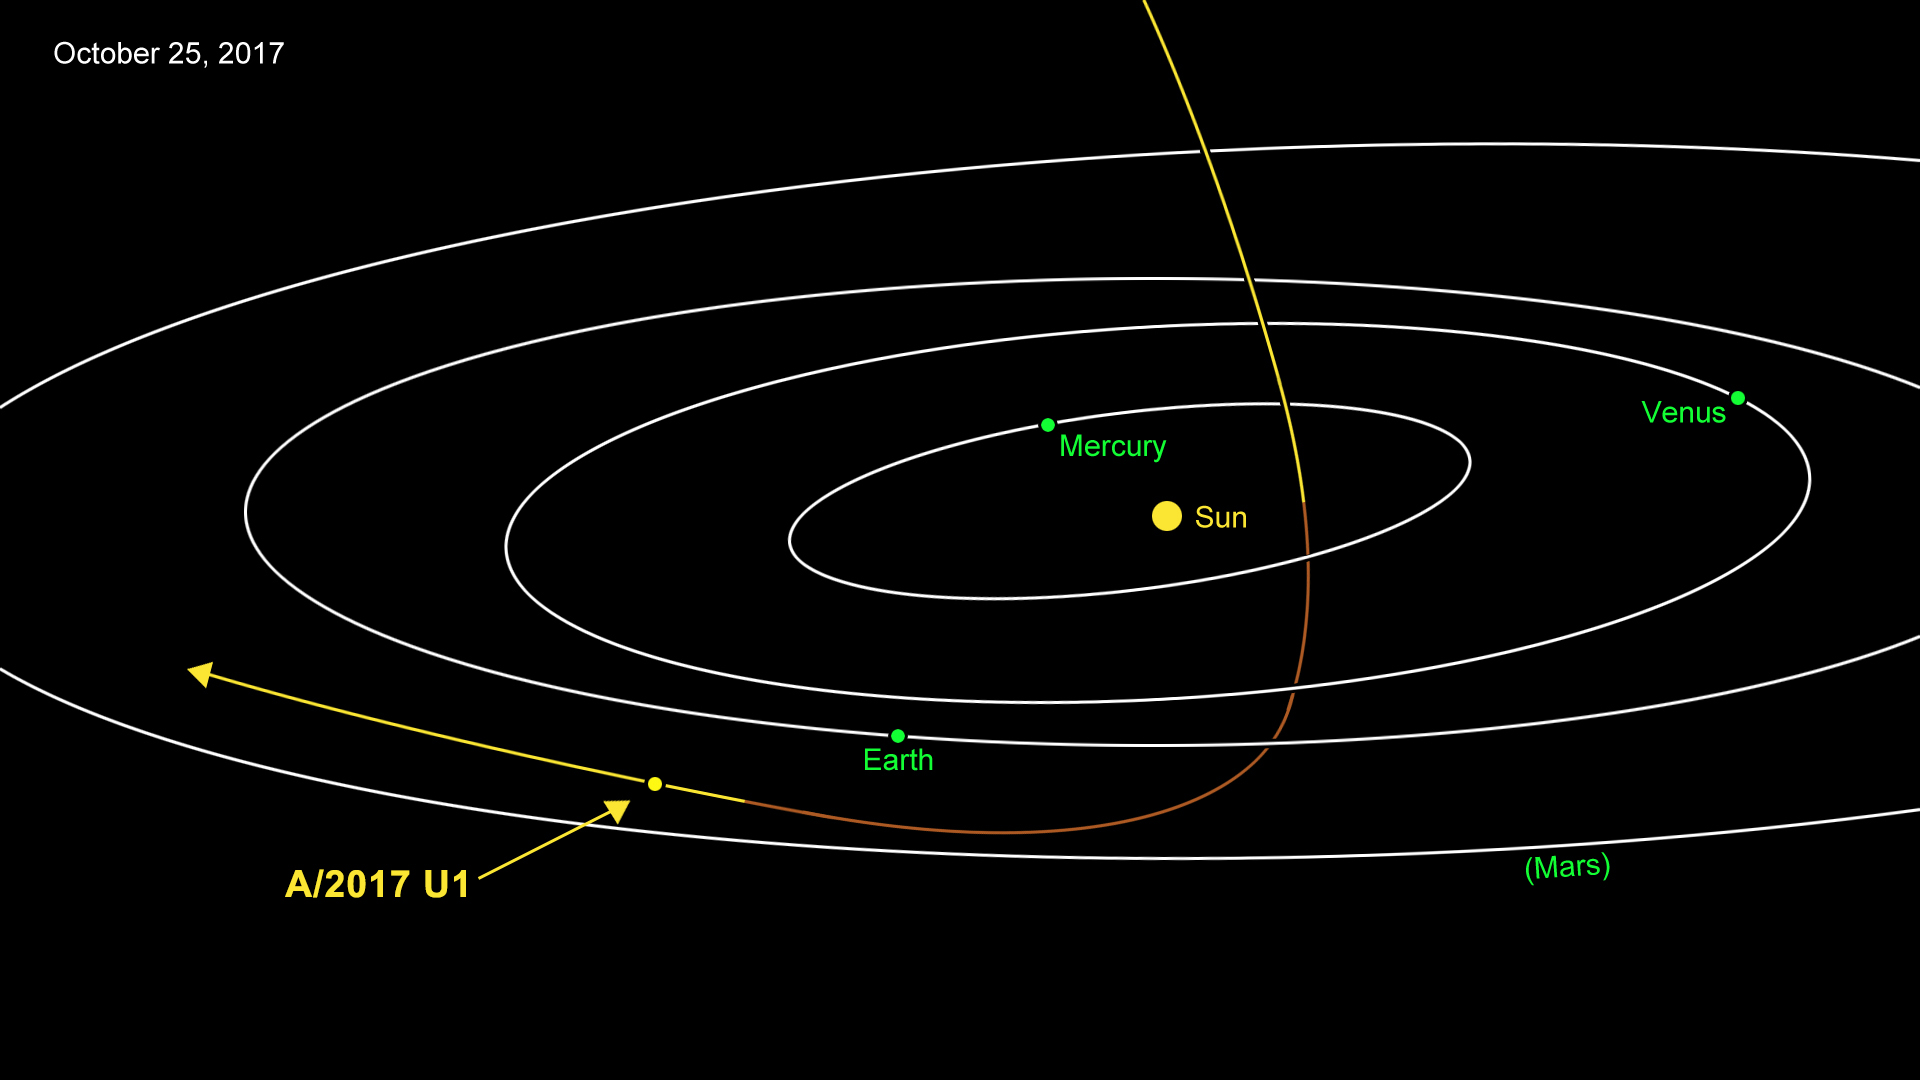 October 25, 2017
Venus
Mercury
Sun
Earth
(Mars)
A/2017 U1